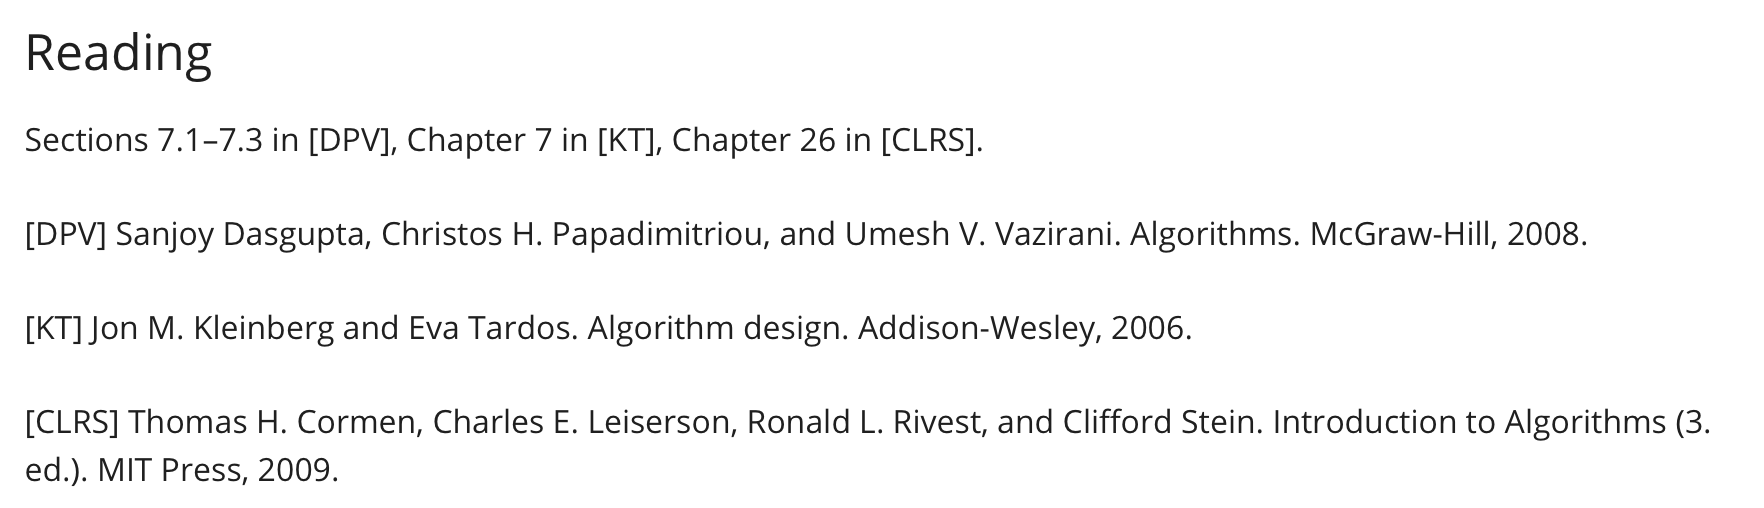 Reading
Sections 7.1–7.3 in [DPV], Chapter 7 in [KT], Chapter 26 in [CLRS].
[DPV] Sanjoy Dasgupta, Christos H. Papadimitriou, and Umesh V. Vazirani. Algorithms. McGraw-Hill, 2008.
[KT] Jon M. Kleinberg and Eva Tardos. Algorithm design. Addison-Wesley, 2006.
[CLRS] Thomas H. Cormen, Charles E. Leiserson, Ronald L. Rivest, and Clifford Stein. Introduction to Algorithms (3.
ed.). MIT Press, 2009.